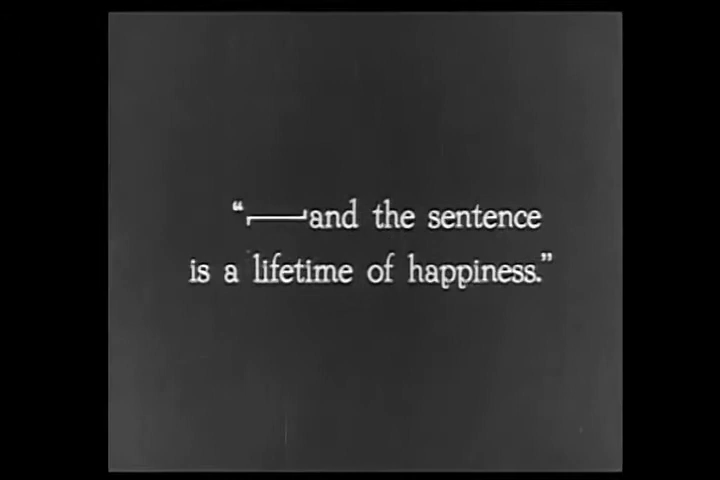 “——and the sentence
is a lifetime of happiness.”